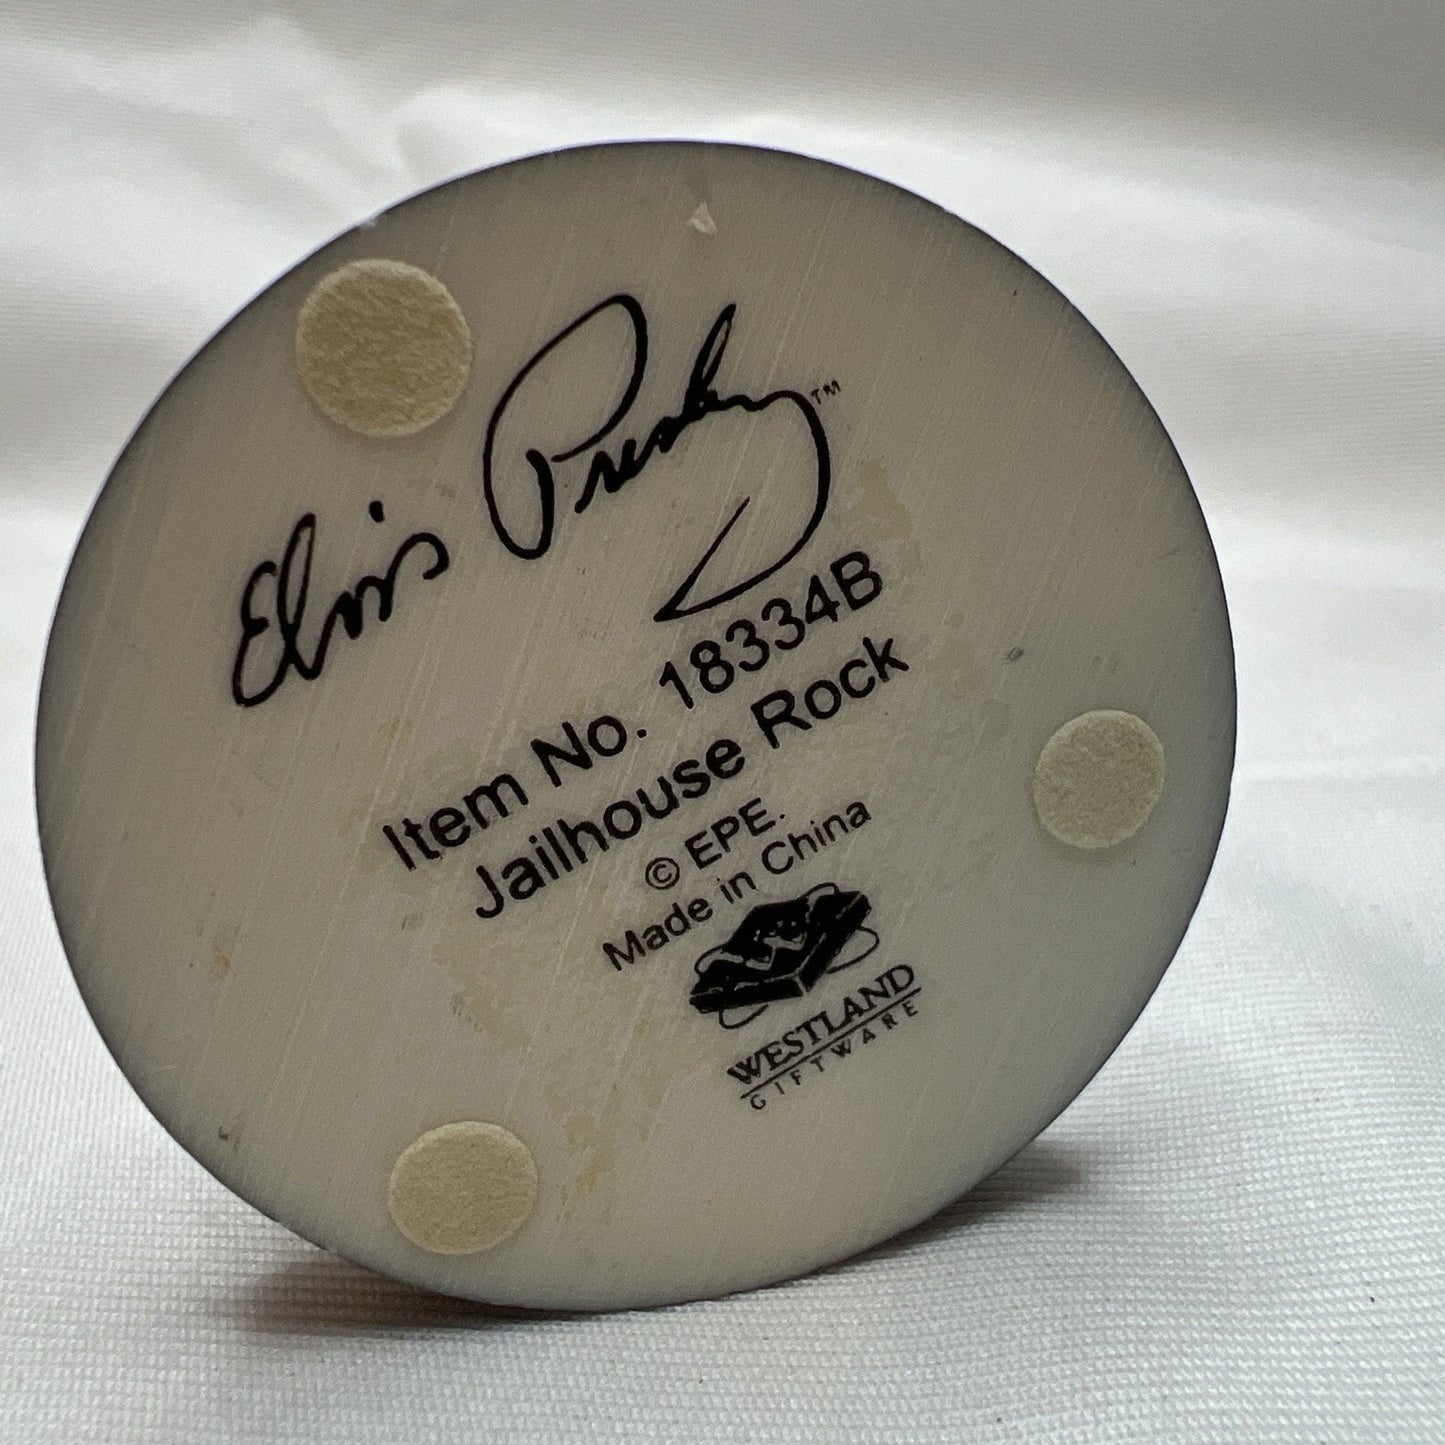 Elvis Presley™
Item No. 18334B
Jailhouse Rock
© EPE.
Made in China
WESTLAND
GIFTWARE